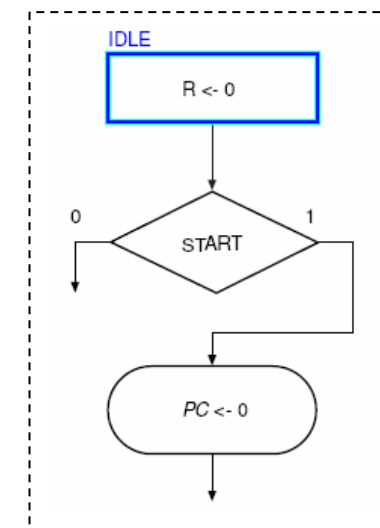 IDLE
R <- 0
0
1
START
PC <- 0